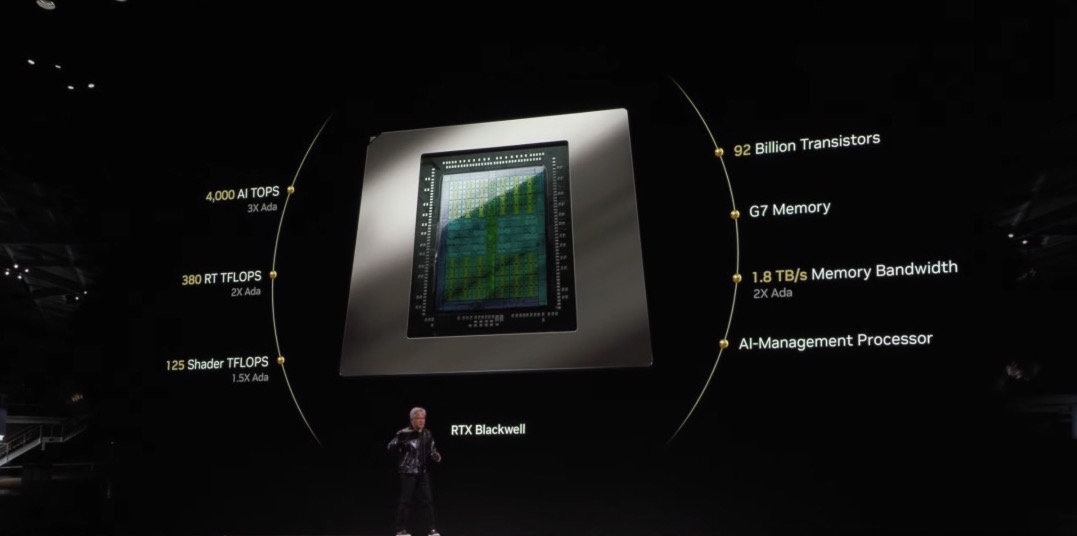 4,000 AI TOPS
3X Ada
380 RT TFLOPS
2X Ada
125 Shader TFLOPS
1.5X Ada
92 Billion Transistors
G7 Memory
1.8 TB/s Memory Bandwidth
2X Ada
AI-Management Processor
RTX Blackwell